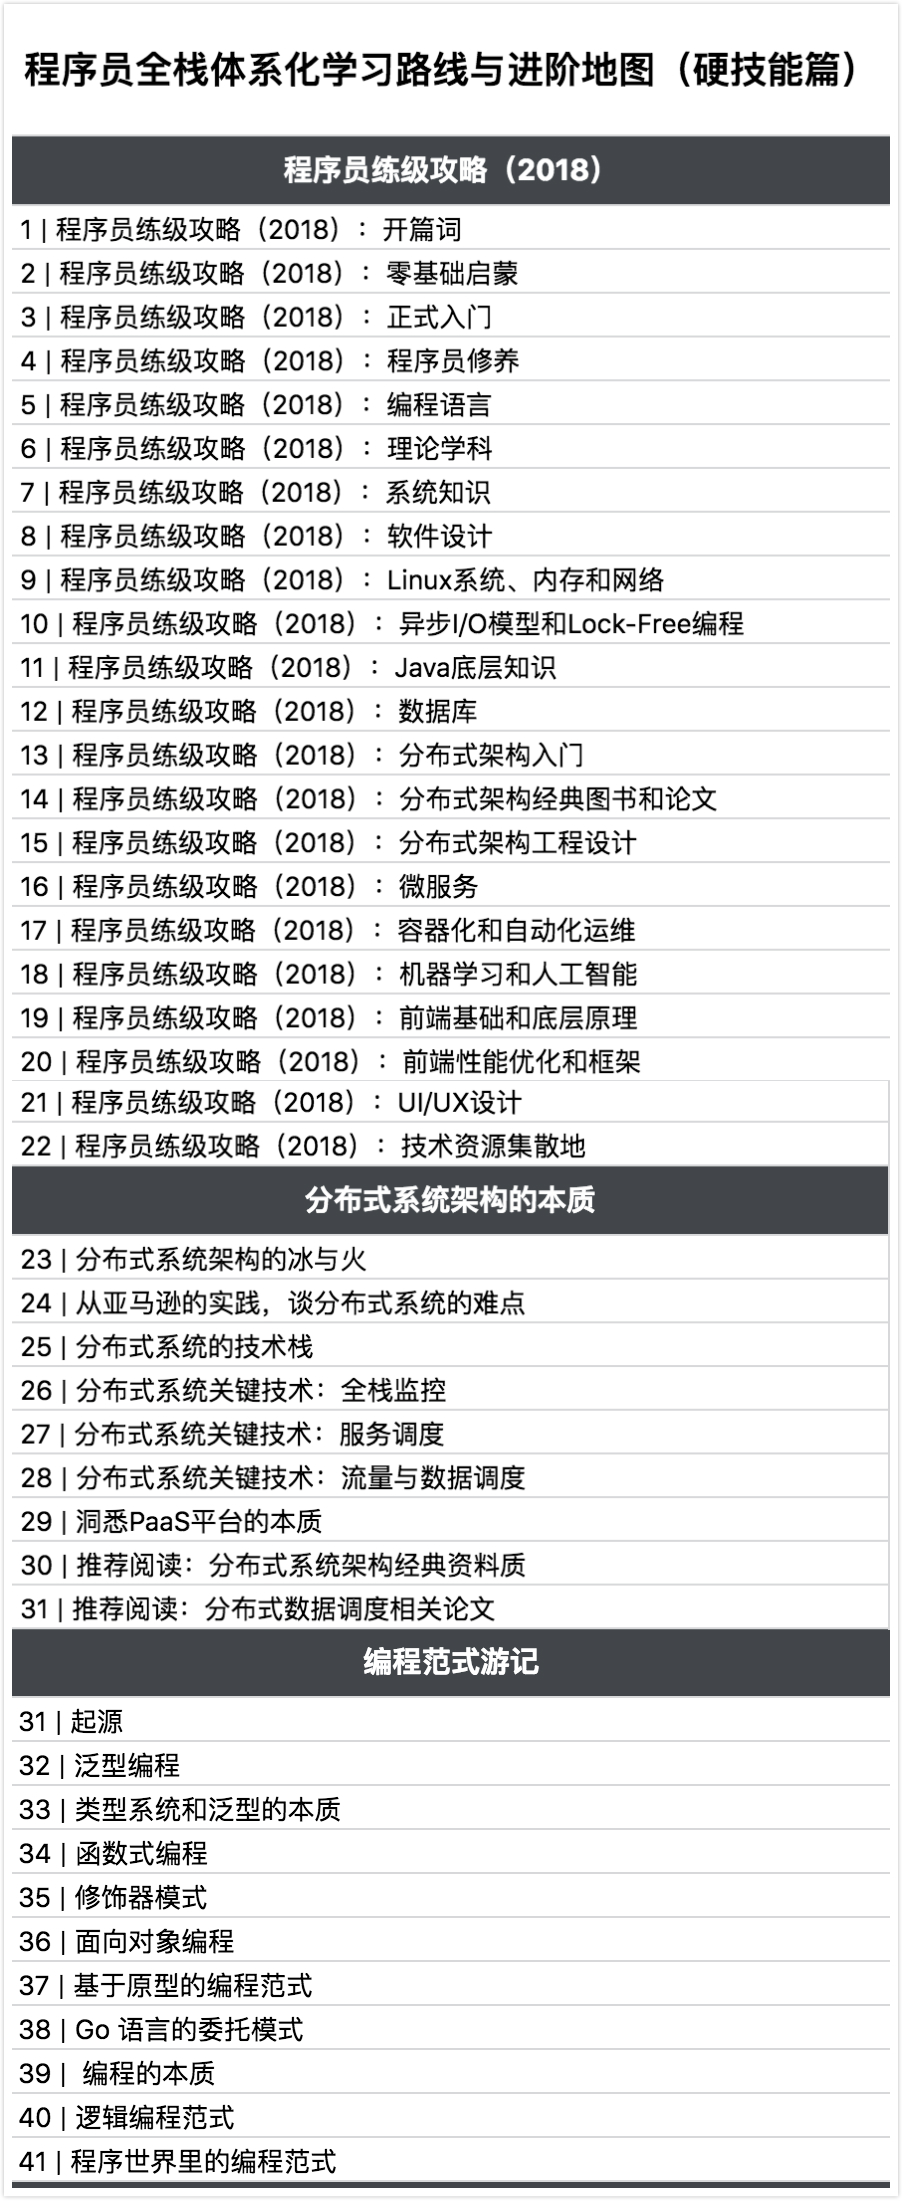 程序员全栈体系化学习路线与进阶地图（硬技能篇）
程序员练级攻略（2018）
1 | 程序员练级攻略（2018）：开篇词
2 | 程序员练级攻略（2018）：零基础启蒙
3 | 程序员练级攻略（2018）：正式入门
4 | 程序员练级攻略（2018）：程序员修养
5 | 程序员练级攻略（2018）：编程语言
6 | 程序员练级攻略（2018）：理论学科
7 | 程序员练级攻略（2018）：系统知识
8 | 程序员练级攻略（2018）：软件设计
9 | 程序员练级攻略（2018）：Linux系统、内存和网络
10 | 程序员练级攻略（2018）：异步I/O模型和Lock-Free编程
11 | 程序员练级攻略（2018）：Java底层知识
12 | 程序员练级攻略（2018）：数据库
13 | 程序员练级攻略（2018）：分布式架构入门
14 | 程序员练级攻略（2018）：分布式架构经典图书和论文
15 | 程序员练级攻略（2018）：分布式架构工程设计
16 | 程序员练级攻略（2018）：微服务
17 | 程序员练级攻略（2018）：容器化和自动化运维
18 | 程序员练级攻略（2018）：机器学习和人工智能
19 | 程序员练级攻略（2018）：前端基础和底层原理
20 | 程序员练级攻略（2018）：前端性能优化和框架
21 | 程序员练级攻略（2018）：UI/UX设计
22 | 程序员练级攻略（2018）：技术资源集散地
分布式系统架构的本质
23 | 分布式系统架构的冰与火
24 | 从亚马逊的实践，谈分布式系统的难点
25 | 分布式系统的技术栈
26 | 分布式系统关键技术：全栈监控
27 | 分布式系统关键技术：服务调度
28 | 分布式系统关键技术：流量与数据调度
29 | 洞悉PaaS平台的本质
30 | 推荐阅读：分布式系统架构经典资料质
31 | 推荐阅读：分布式数据调度相关论文
编程范式游记
31 | 起源
32 | 泛型编程
33 | 类型系统和泛型的本质
34 | 函数式编程
35 | 修饰器模式
36 | 面向对象编程
37 | 基于原型的编程范式
38 | Go 语言的委托模式
39 | 编程的本质
40 | 逻辑编程范式
41 | 程序世界里的编程范式